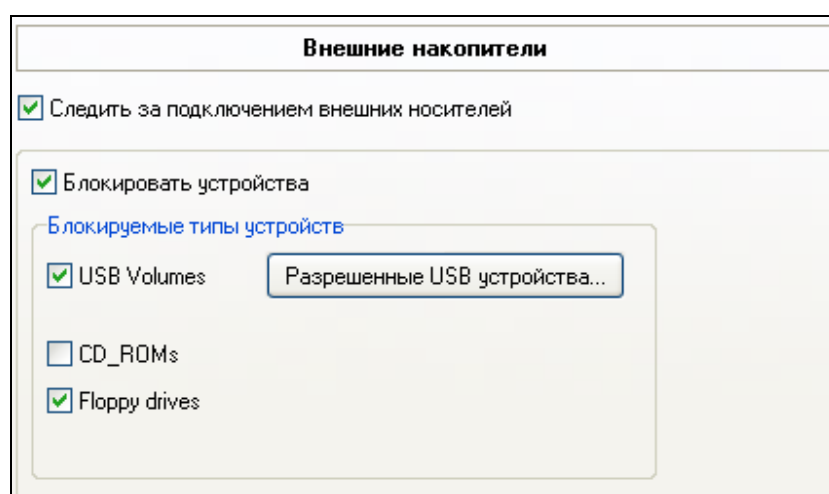 Внешние накопители
Следить за подключением внешних носителей
Блокировать устройства
Блокируемые типы устройств
USB Volumes
Разрешенные USB устройства...
CD_ROMs
Floppy drives